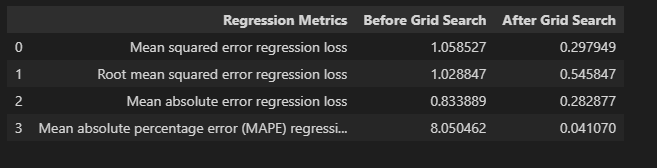 Regression Metrics Before Grid Search After Grid Search
0 Mean squared error regression loss 1.058527 0.297949
1 Root mean squared error regression loss 1.028847 0.545847
2 Mean absolute error regression loss 0.833889 0.282877
3 Mean absolute percentage error (MAPE) regressi... 8.050462 0.041070